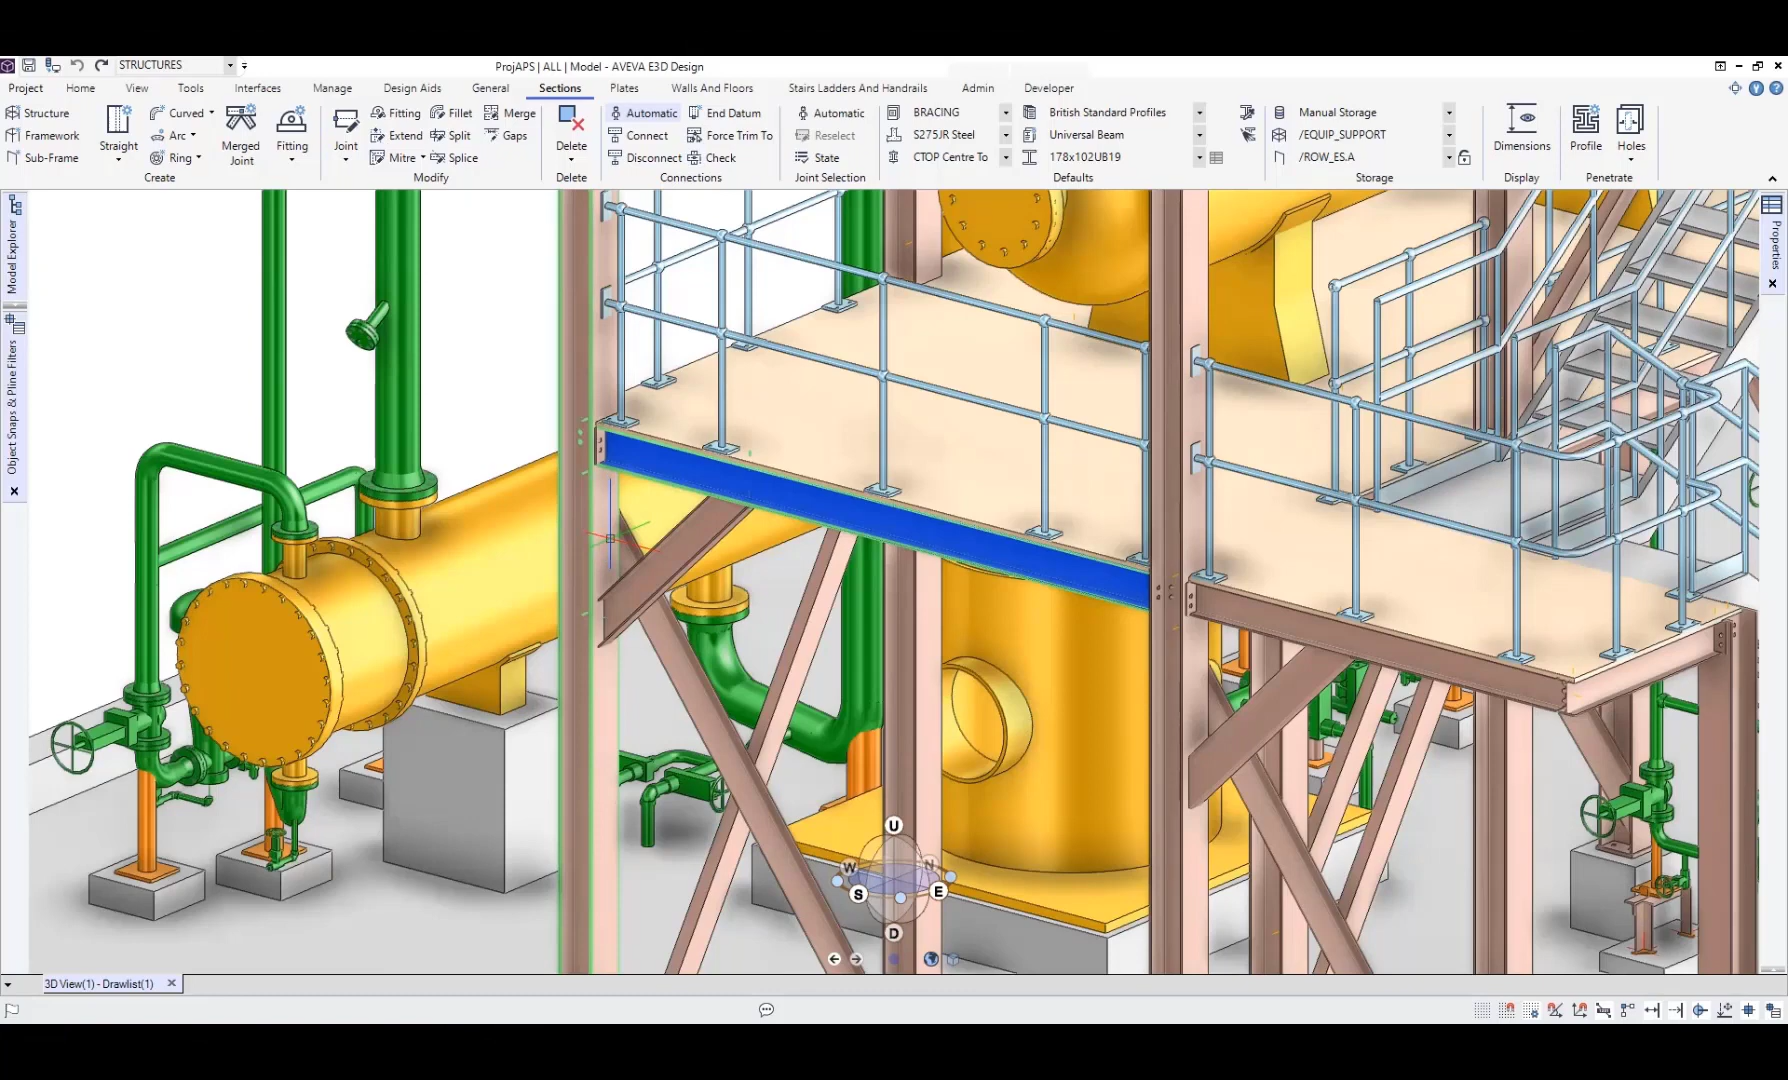 STRUCTURES
ProjAPS | ALL | Model - AVEVA E3D Design
Project Home View Tools Interfaces Manage Design Aids General Sections Plates Walls And Floors Stairs Ladders And Handrails Admin Developer
Structure
Framework
Sub-Frame
Straight
Curved
Arc
Ring
Merged Joint
Fitting
Create
Joint
Fitting Fillet Merge
Extend Split Gaps
Mitre Splice
Modify
Delete
Delete
Automatic End Datum
Connect Force Trim To
Disconnect Check
Connections
Automatic
Reselect
State
Joint Selection
BRACING British Standard Profiles
S275JR Steel Universal Beam
CTOP Centre To 178x102UB19
Defaults
Manual Storage
/EQUIP_SUPPORT
/ROW_ES.A
Storage
Dimensions
Display
Profile Holes
Penetrate
Model Explorer
Object Snaps & Pline Filters
Properties
U
W N
S E
D
3D View(1) - Drawlist(1)